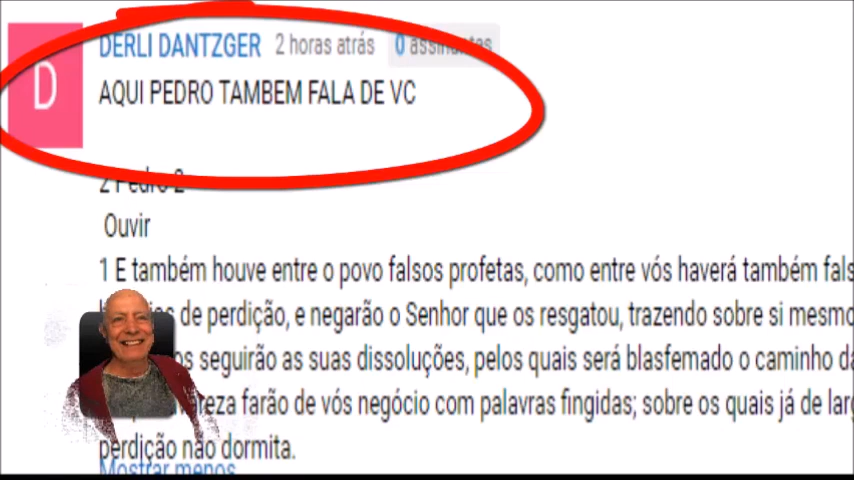 D
DERLI DANTZGER 2 horas atrás 0 assinantes
AQUI PEDRO TAMBEM FALA DE VC
2 Pedro 2
Ouvir
1 E também houve entre o povo falsos profetas, como entre vós haverá também fals
de perdição, e negarão o Senhor que os resgatou, trazendo sobre si mesmo
seguirão as suas dissoluções, pelos quais será blasfemado o caminho da
farão de vós negócio com palavras fingidas; sobre os quais já de larg
perdição não dormita.
Mostrar menos